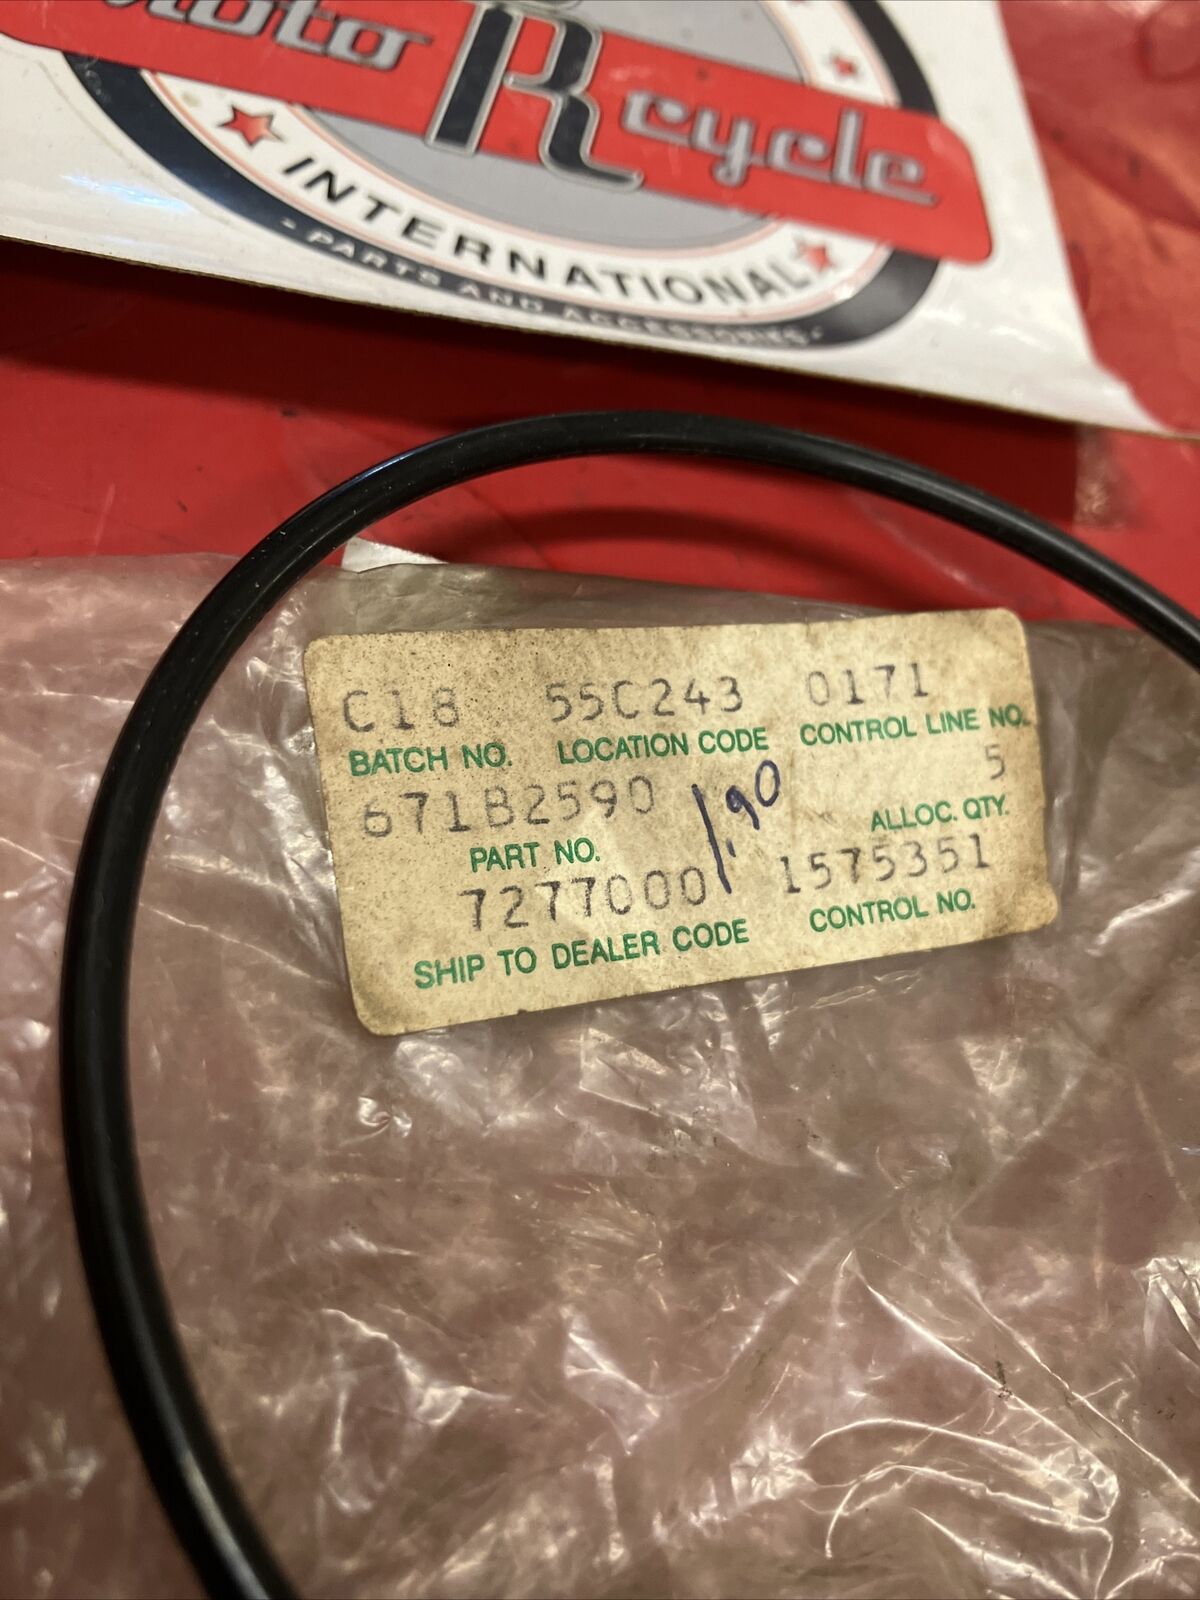 Moto R cycle
INTERNATIONAL
- PARTS AND ACCESSORIES -
C18 55C243 0171
BATCH NO. LOCATION CODE CONTROL LINE NO.
671B2590 1.90 5
PART NO. ALLOC. QTY.
7277000 1575351
SHIP TO DEALER CODE CONTROL NO.